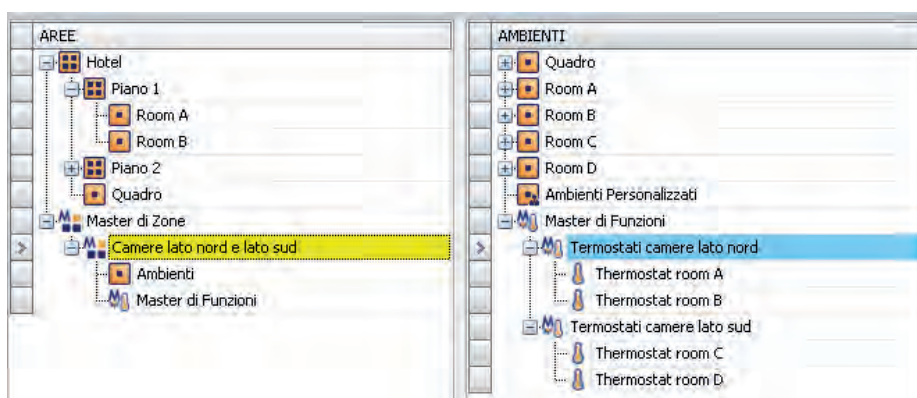 AREE
Hotel
Piano 1
Room A
Room B
Piano 2
Quadro
Master di Zone
Camere lato nord e lato sud
Ambienti
Master di Funzioni
AMBIENTI
Quadro
Room A
Room B
Room C
Room D
Ambienti Personalizzati
Master di Funzioni
Termostati camere lato nord
Thermostat room A
Thermostat room B
Termostati camere lato sud
Thermostat room C
Thermostat room D